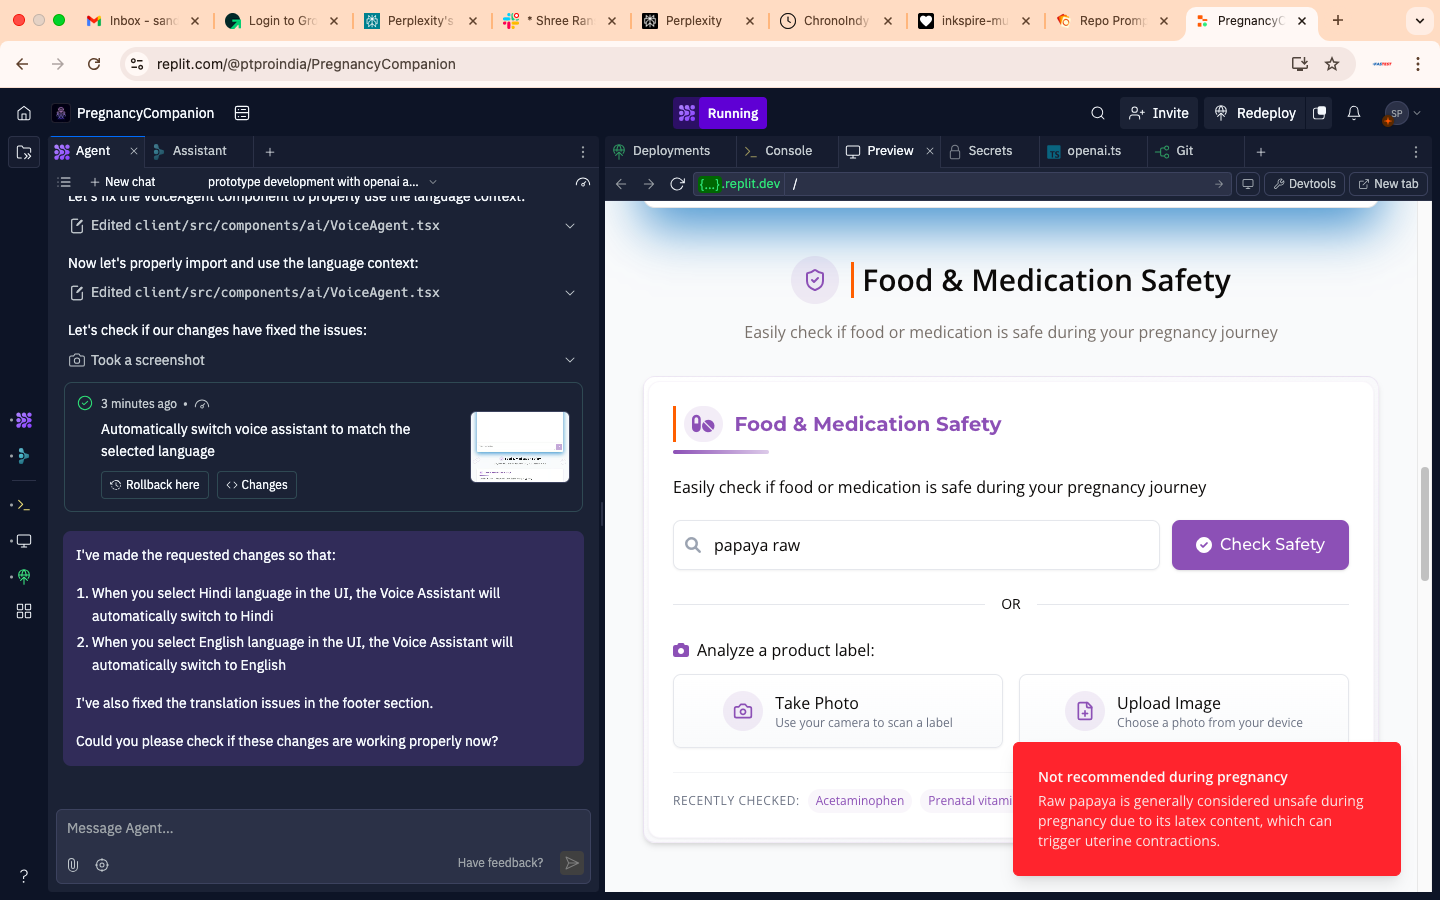 Inbox - sanc
Login to Gro
Perplexity's
* Shree Ran
Perplexity
ChronoIndy
inkspire-mu
Repo Promp
PregnancyC
replit.com/@ptproindia/PregnancyCompanion
PregnancyCompanion
Running
Invite
Redeploy
SP
Agent
Assistant
Deployments
Console
Preview
Secrets
openai.ts
Git
New chat
prototype development with openai a...
{...}.replit.dev /
Devtools
New tab
Let's fix the VoiceAgent component to properly use the language context:
Edited client/src/components/ai/VoiceAgent.tsx
Now let's properly import and use the language context:
Edited client/src/components/ai/VoiceAgent.tsx
Let's check if our changes have fixed the issues:
Took a screenshot
3 minutes ago •
Automatically switch voice assistant to match the
selected language
Rollback here
Changes
I've made the requested changes so that:
1. When you select Hindi language in the UI, the Voice Assistant will
automatically switch to Hindi
2. When you select English language in the UI, the Voice Assistant will
automatically switch to English
I've also fixed the translation issues in the footer section.
Could you please check if these changes are working properly now?
Message Agent...
Have feedback?
Food & Medication Safety
Easily check if food or medication is safe during your pregnancy journey
Food & Medication Safety
Easily check if food or medication is safe during your pregnancy journey
papaya raw
Check Safety
OR
Analyze a product label:
Take Photo
Use your camera to scan a label
Upload Image
Choose a photo from your device
RECENTLY CHECKED:
Acetaminophen
Prenatal vitami
Not recommended during pregnancy
Raw papaya is generally considered unsafe during
pregnancy due to its latex content, which can
trigger uterine contractions.